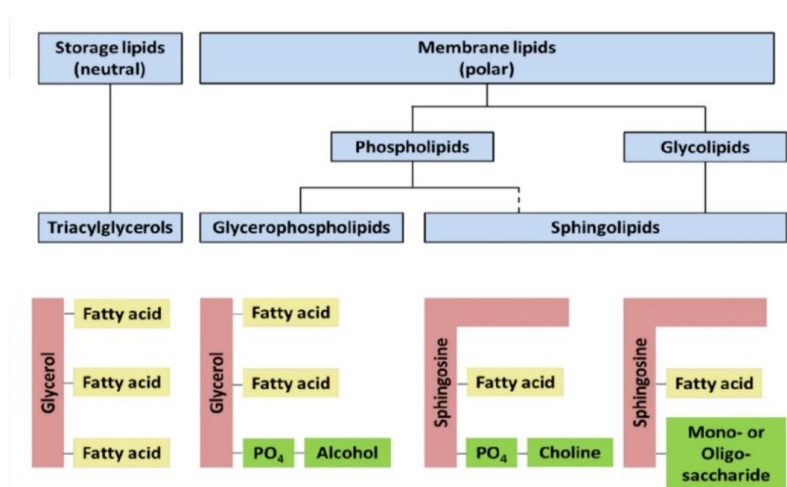 Storage lipids
(neutral)
Membrane lipids
(polar)
Phospholipids
Glycolipids
Triacylglycerols
Glycerophospholipids
Sphingolipids
Glycerol
Fatty acid
Fatty acid
Fatty acid
Glycerol
Fatty acid
Fatty acid
PO₄
Alcohol
Sphingosine
Fatty acid
PO₄
Choline
Sphingosine
Fatty acid
Mono- or
Oligo-
saccharide